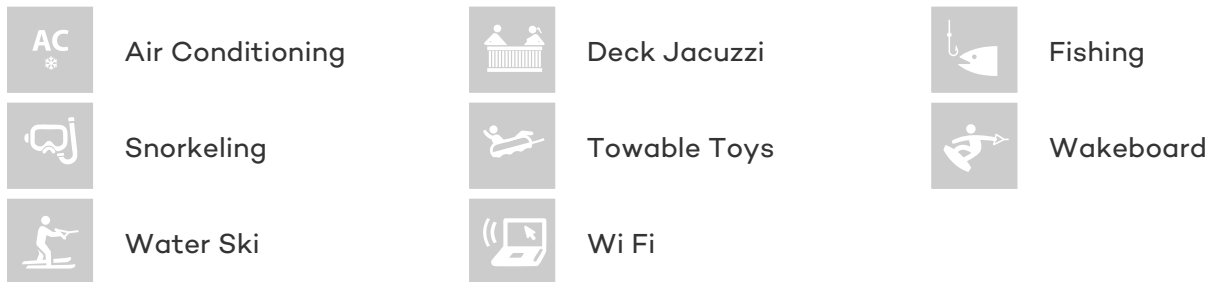 AC
Air Conditioning
Deck Jacuzzi
Fishing
Snorkeling
Towable Toys
Wakeboard
Water Ski
Wi Fi